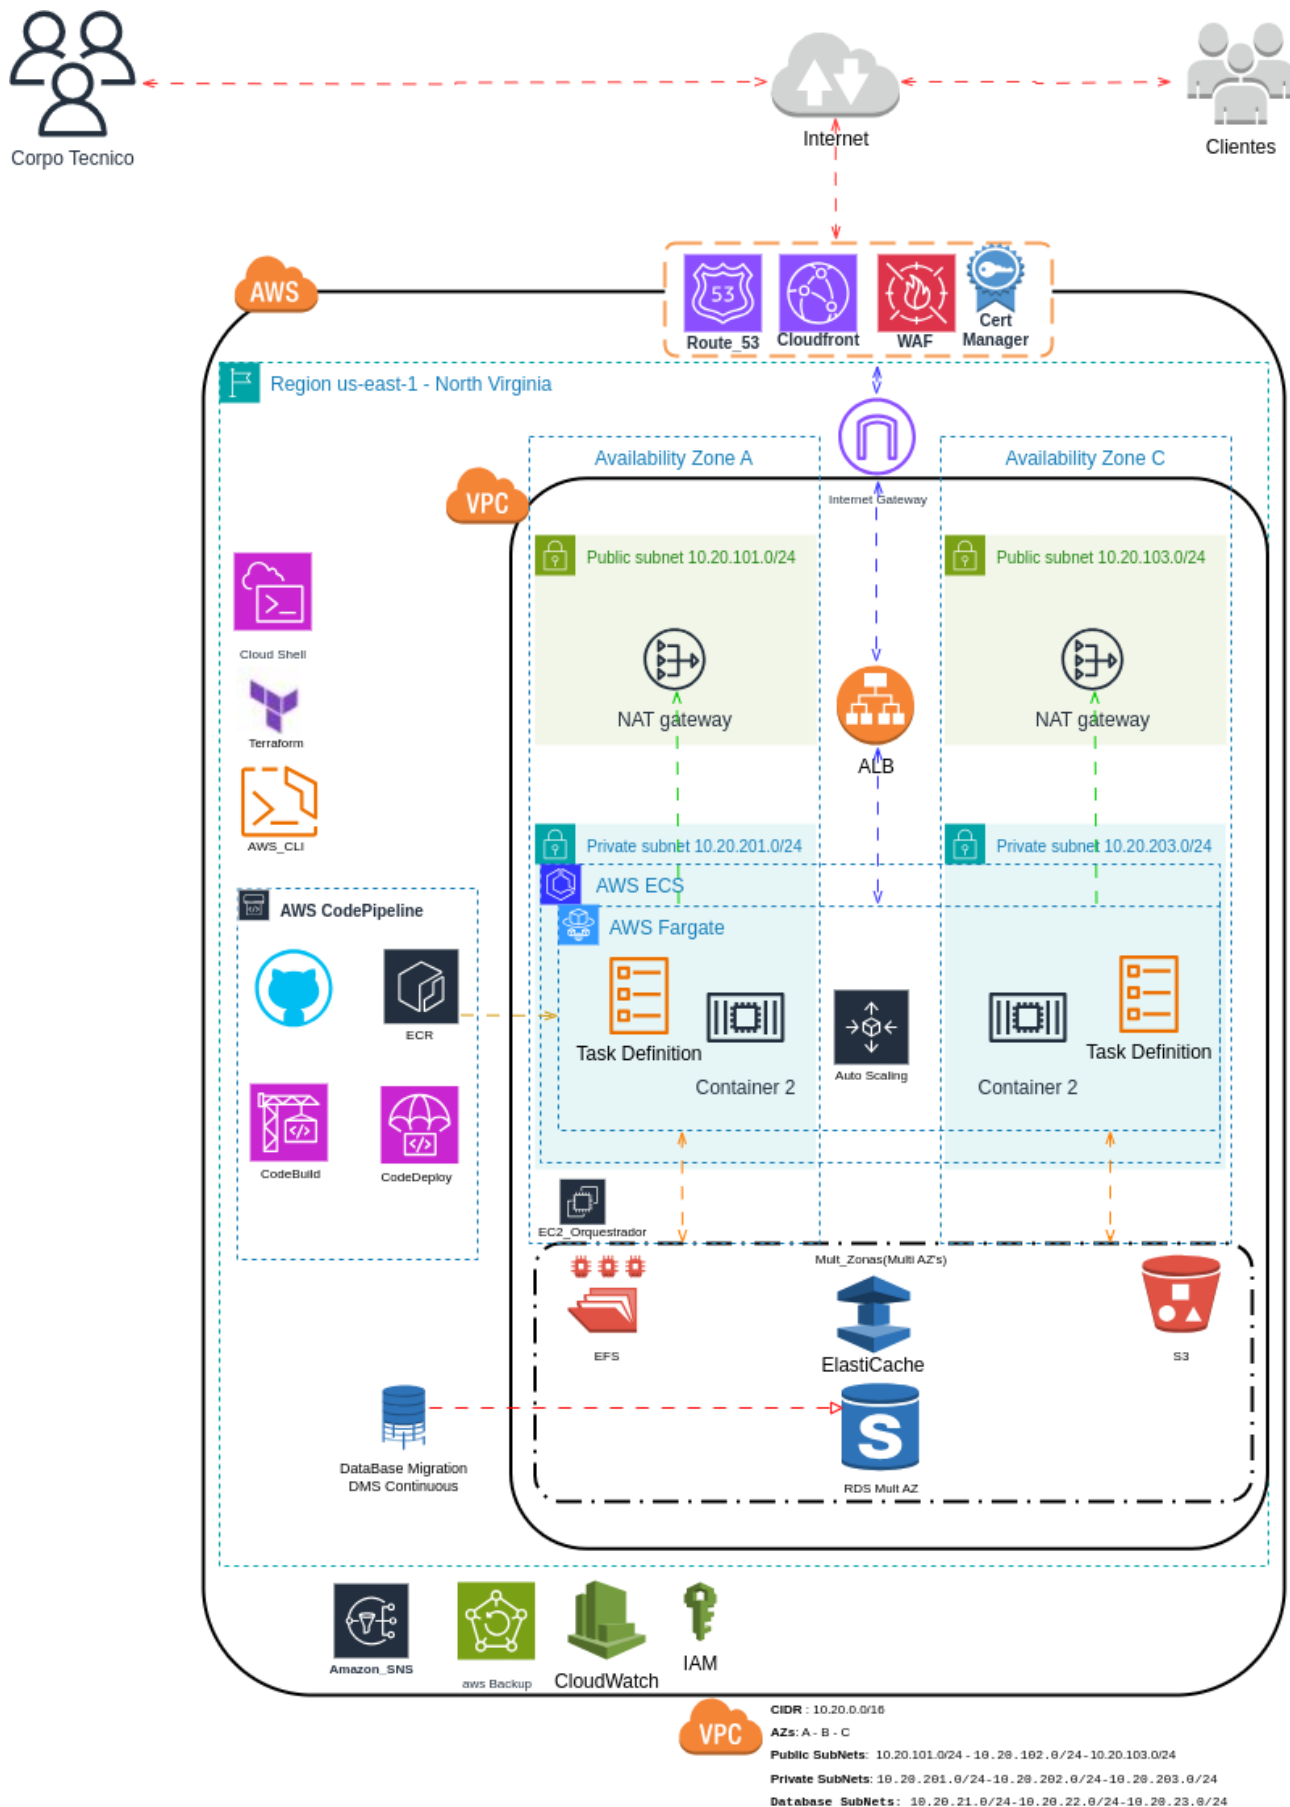 Corpo Tecnico
Internet
Clientes
AWS
53
Route_53
Cloudfront
WAF
Cert
Manager
Region us-east-1 - North Virginia
Availability Zone A
Availability Zone C
VPC
Internet Gateway
Public subnet 10.20.101.0/24
Public subnet 10.20.103.0/24
Cloud Shell
NAT gateway
NAT gateway
Terraform
ALB
AWS_CLI
Private subnet 10.20.201.0/24
Private subnet 10.20.203.0/24
AWS ECS
AWS CodePipeline
AWS Fargate
ECR
Task Definition
Task Definition
Auto Scaling
Container 2
Container 2
CodeBuild
CodeDeploy
EC2_Orquestrador
Mult_Zonas(Multi AZ's)
EFS
ElastiCache
S3
S
DataBase Migration
DMS Continuous
RDS Mult AZ
Amazon_SNS
aws Backup
CloudWatch
IAM
VPC
CIDR : 10.20.0.0/16
AZs: A - B - C
Public SubNets: 10.20.101.0/24 - 10.20.102.0/24-10.20.103.0/24
Private SubNets: 10.20.201.0/24-10.20.202.0/24-10.20.203.0/24
Database SubNets: 10.20.21.0/24-10.20.22.0/24-10.20.23.0/24